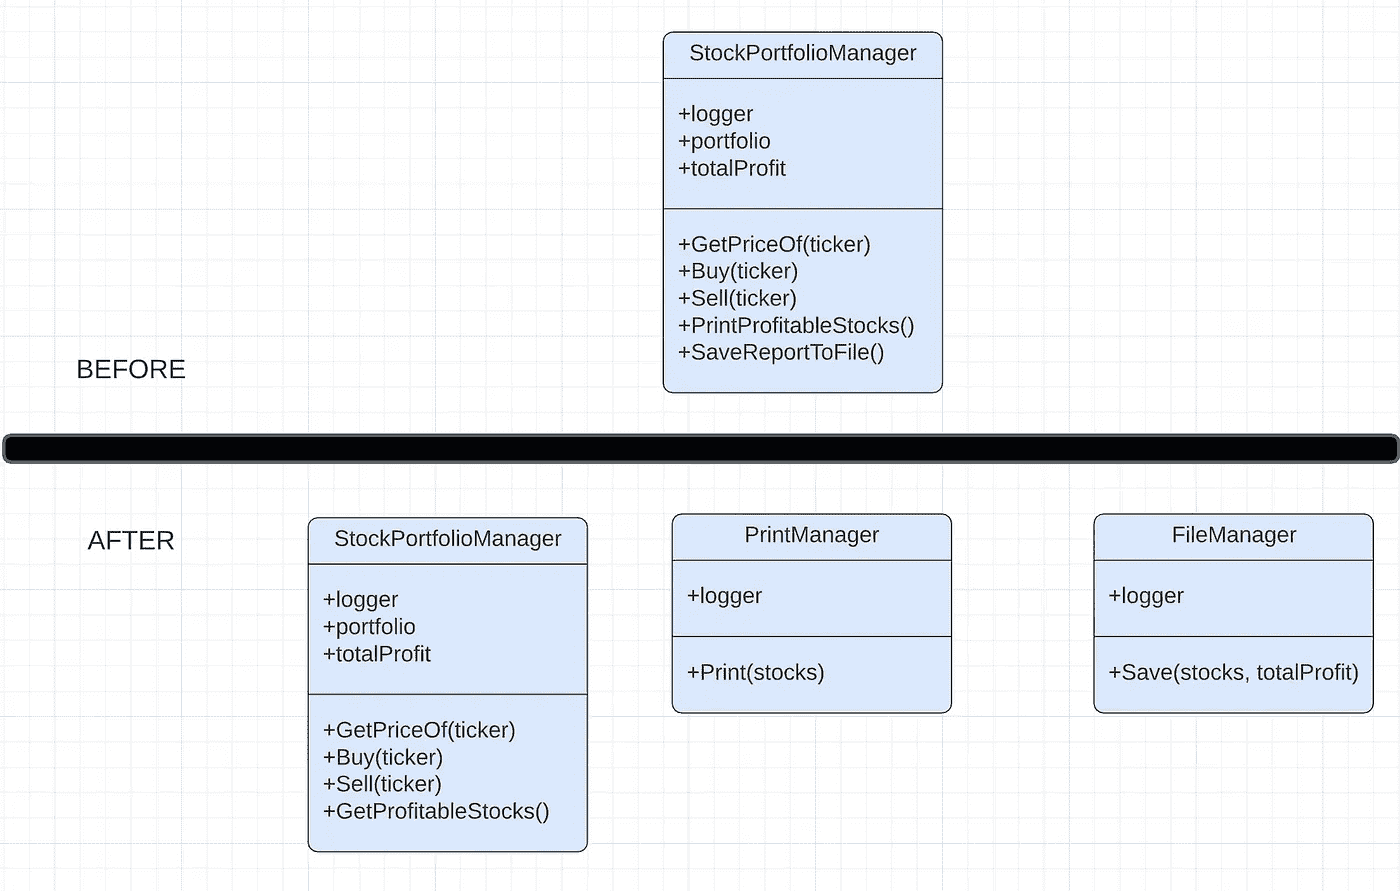 StockPortfolioManager
+logger
+portfolio
+totalProfit
+GetPriceOf(ticker)
+Buy(ticker)
+Sell(ticker)
+PrintProfitableStocks()
+SaveReportToFile()
BEFORE
AFTER
StockPortfolioManager
+logger
+portfolio
+totalProfit
+GetPriceOf(ticker)
+Buy(ticker)
+Sell(ticker)
+GetProfitableStocks()
PrintManager
+logger
+Print(stocks)
FileManager
+logger
+Save(stocks, totalProfit)